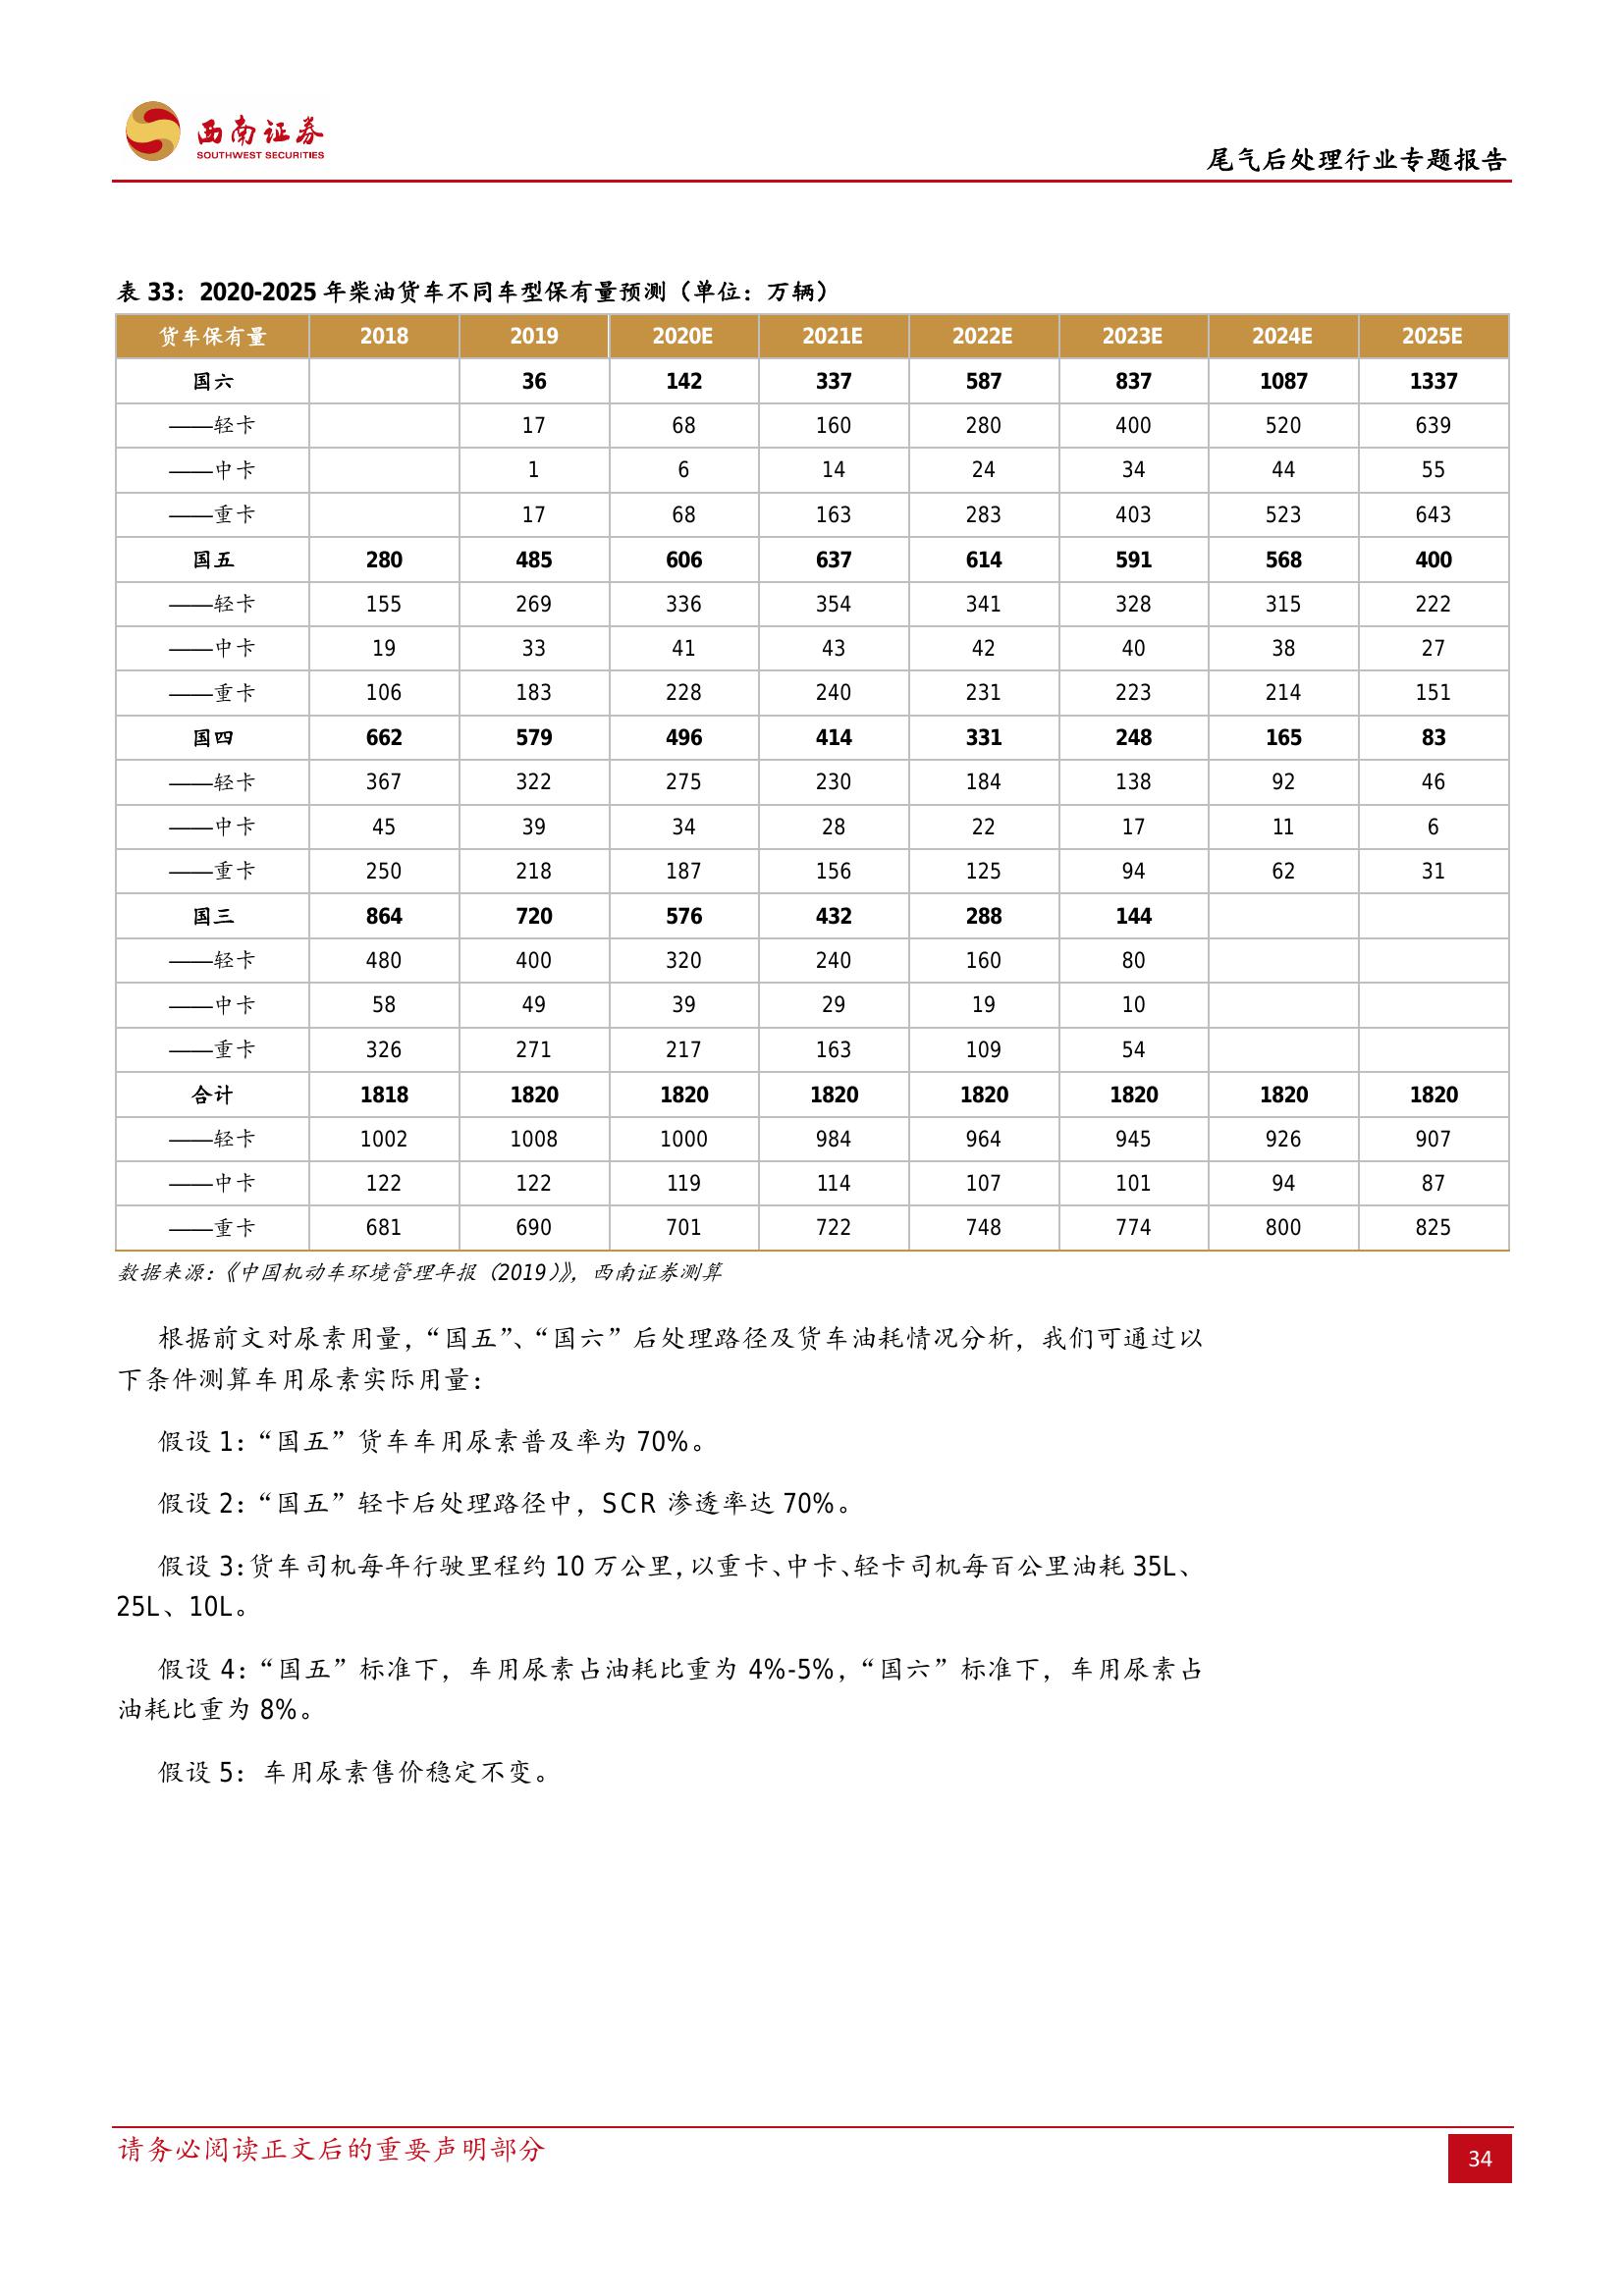 西南证券
SOUTHWEST SECURITIES
尾气后处理行业专题报告
表 33：2020-2025 年柴油货车不同车型保有量预测（单位：万辆）
货车保有量 2018 2019 2020E 2021E 2022E 2023E 2024E 2025E
国六 36 142 337 587 837 1087 1337
——轻卡 17 68 160 280 400 520 639
——中卡 1 6 14 24 34 44 55
——重卡 17 68 163 283 403 523 643
国五 280 485 606 637 614 591 568 400
——轻卡 155 269 336 354 341 328 315 222
——中卡 19 33 41 43 42 40 38 27
——重卡 106 183 228 240 231 223 214 151
国四 662 579 496 414 331 248 165 83
——轻卡 367 322 275 230 184 138 92 46
——中卡 45 39 34 28 22 17 11 6
——重卡 250 218 187 156 125 94 62 31
国三 864 720 576 432 288 144
——轻卡 480 400 320 240 160 80
——中卡 58 49 39 29 19 10
——重卡 326 271 217 163 109 54
合计 1818 1820 1820 1820 1820 1820 1820 1820
——轻卡 1002 1008 1000 984 964 945 926 907
——中卡 122 122 119 114 107 101 94 87
——重卡 681 690 701 722 748 774 800 825
数据来源：《中国机动车环境管理年报（2019）》，西南证券测算
根据前文对尿素用量，“国五”、“国六”后处理路径及货车油耗情况分析，我们可通过以
下条件测算车用尿素实际用量：
假设 1：“国五”货车车用尿素普及率为 70%。
假设 2：“国五”轻卡后处理路径中，SCR 渗透率达 70%。
假设 3：货车司机每年行驶里程约 10 万公里，以重卡、中卡、轻卡司机每百公里油耗 35L、
25L、10L。
假设 4：“国五”标准下，车用尿素占油耗比重为 4%-5%，“国六”标准下，车用尿素占
油耗比重为 8%。
假设 5：车用尿素售价稳定不变。
请务必阅读正文后的重要声明部分
34